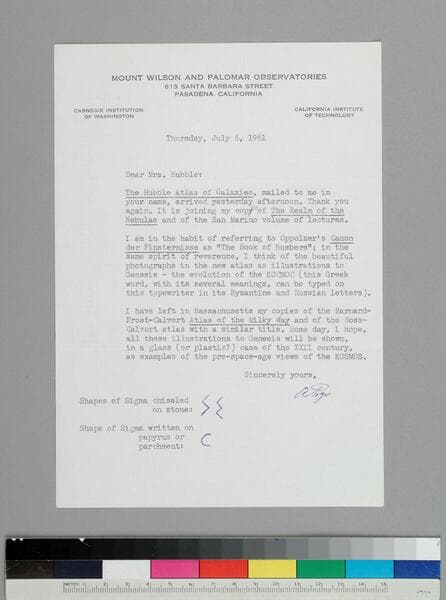 MOUNT WILSON AND PALOMAR OBSERVATORIES
813 SANTA BARBARA STREET
PASADENA, CALIFORNIA
CARNEGIE INSTITUTION
OF WASHINGTON
CALIFORNIA INSTITUTE
OF TECHNOLOGY
Thursday, July 6, 1961
Dear Mrs. Hubble:
The Hubble Atlas of Galaxies, mailed to me in
your name, arrived yesterday afternoon. Thank you
again. It is joining my copy of The Realm of the
Nebulae and of the San Marino volume of lectures.
I am in the habit of referring to Oppolzer's Canon
der Finsternisse as "The Book of Numbers"; in the
same spirit of reverence, I think of the beautiful
photographs in the new atlas as illustrations to
Genesis - the evolution of the KOCMOC (this Greek
word, with its several meanings, can be typed on
this typewriter in its Byzantine and Russian letters).
I have left in Massachusetts my copies of the Barnard-
Frost-Calvert Atlas of the Milky Way and of the Ross-
Calvert atlas with a similar title. Some day, I hope,
all these illustrations to Genesis will be shown,
in a glass (or plastic?) case of the XXII century,
as examples of the pre-space-age views of the KOSMOS.
Sincerely yours,
A Pogo
Shapes of Sigma chiseled
on stone:
Shape of Sigma written on
papyrus or
parchment: C